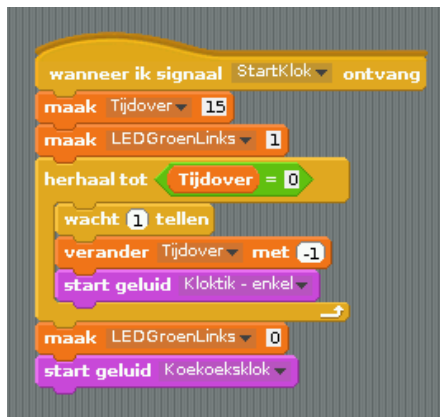 wanneer ik signaal StartKlok ontvang
maak Tijdover 15
maak LEDGroenLinks 1
herhaal tot Tijdover = 0
wacht 1 tellen
verander Tijdover met -1
start geluid Kloktik - enkel
maak LEDGroenLinks 0
start geluid Koekoeksklok